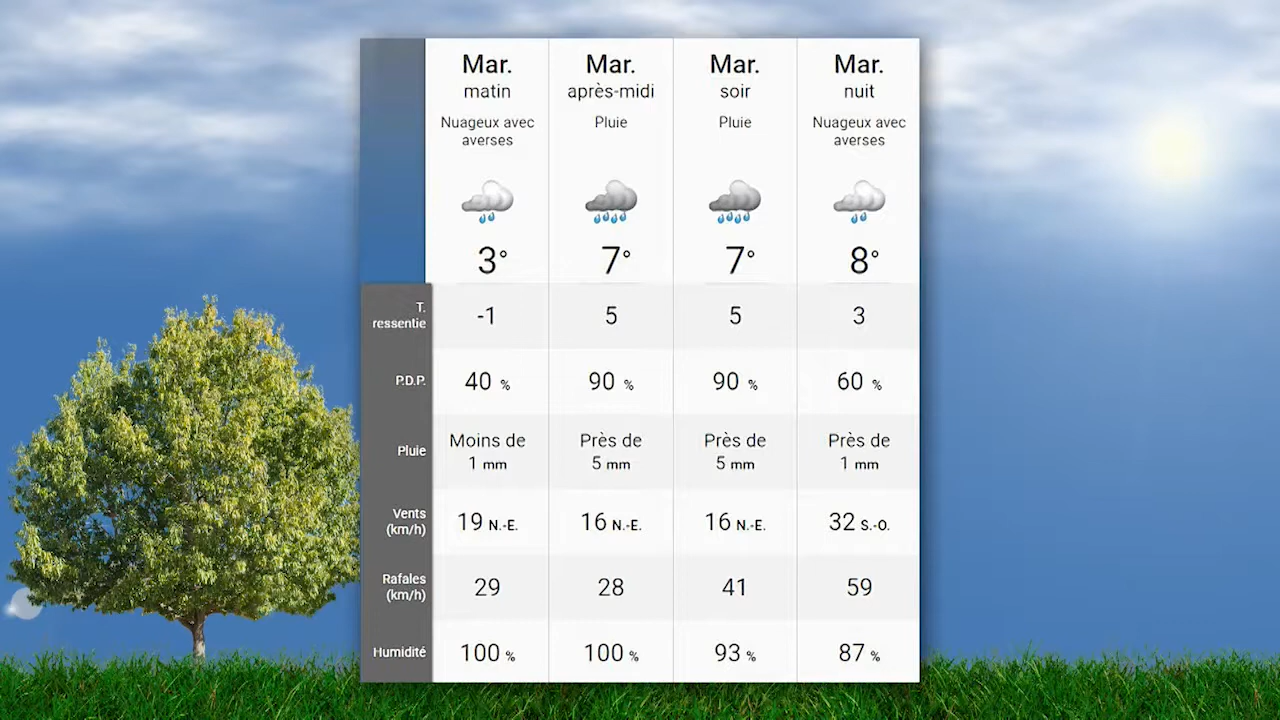 Mar. Mar. Mar. Mar.
matin après-midi soir nuit
Nuageux avec Pluie Pluie Nuageux avec
averses averses
3° 7° 7° 8°
T.
ressentie -1 5 5 3
P.D.P. 40 % 90 % 90 % 60 %
Moins de Près de Près de Près de
Pluie 1 mm 5 mm 5 mm 1 mm
Vents
(km/h) 19 N.-E. 16 N.-E. 16 N.-E. 32 S.-O.
Rafales
(km/h) 29 28 41 59
Humidité 100 % 100 % 93 % 87 %